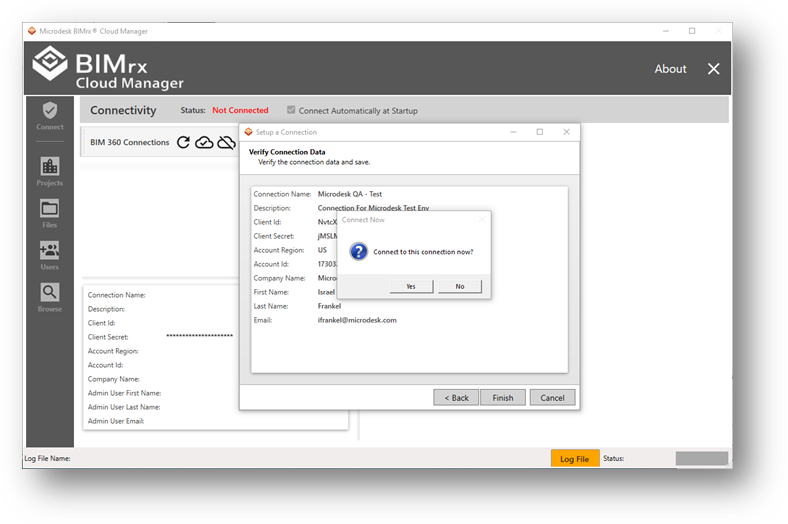 Microdesk BIMrx® Cloud Manager
BIMrx
Cloud Manager
About
Connect
Projects
Files
Users
Browse
Connectivity Status: Not Connected Connect Automatically at Startup
BIM 360 Connections
Setup a Connection
Verify Connection Data
Verify the connection data and save.
Connection Name: Microdesk QA - Test
Description: Connection For Microdesk Test Env
Client Id:
Client Secret:
Account Region: US
Account Id:
Company Name:
First Name: Israel
Last Name: Frankel
Email: ifrankel@microdesk.com
Connect Now
Connect to this connection now?
Yes No
< Back Finish Cancel
Connection Name:
Description:
Client Id:
Client Secret: *********************
Account Region:
Account Id:
Company Name:
Admin User First Name:
Admin User Last Name:
Admin User Email:
Log File Name: Log File Status: